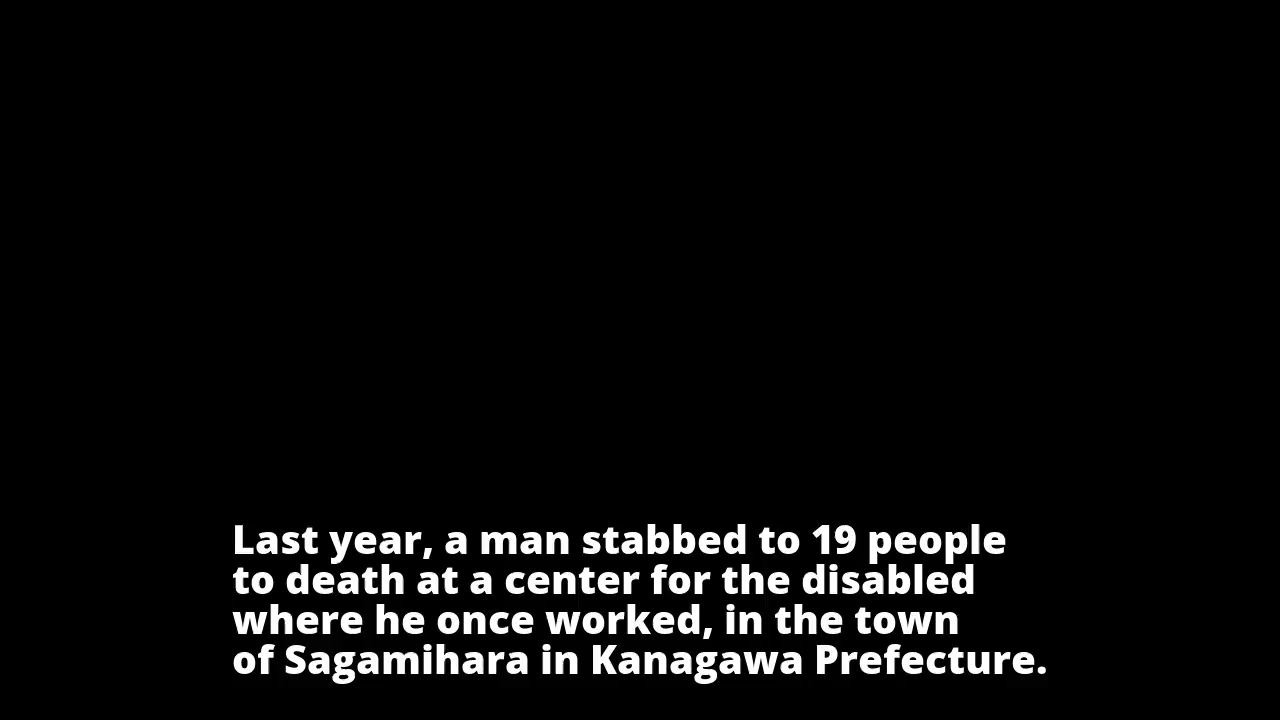 Last year, a man stabbed to 19 people
to death at a center for the disabled
where he once worked, in the town
of Sagamihara in Kanagawa Prefecture.